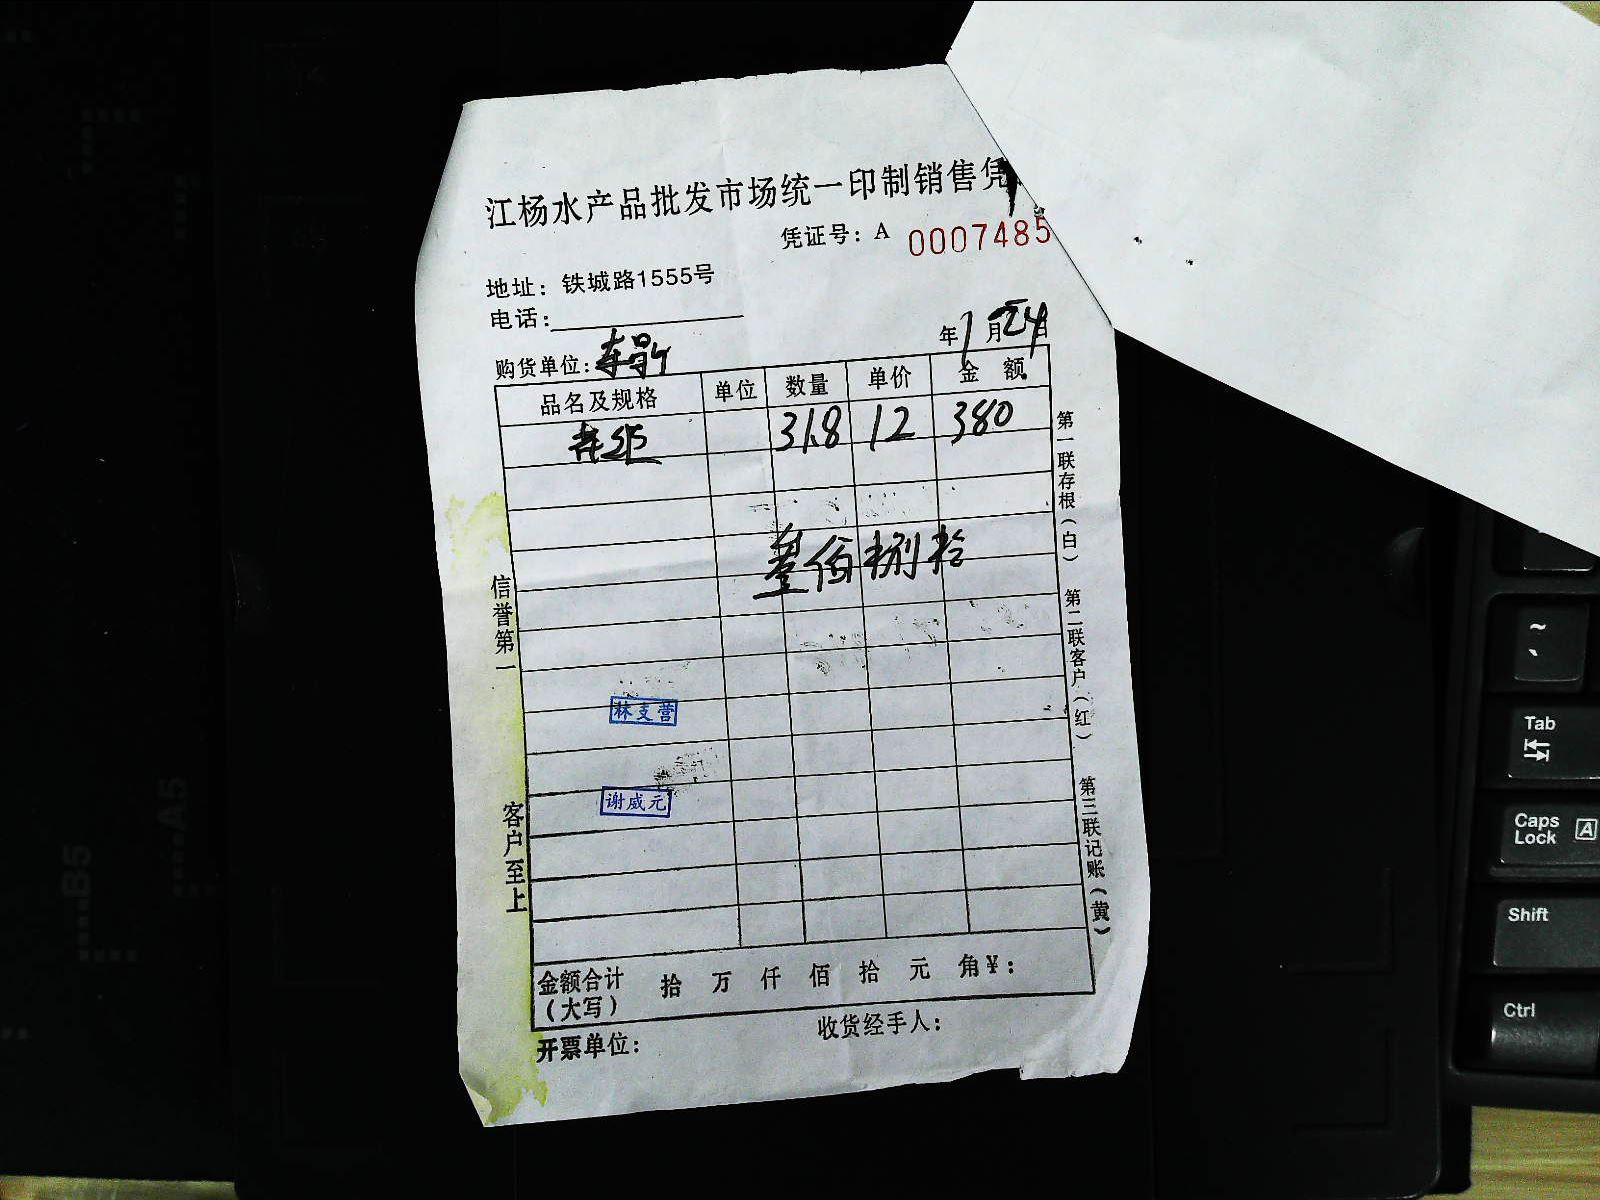 江杨水产品批发市场统一印制销售凭
凭证号：A 0007485
地址：铁城路1555号
电话：
年1月24日
购货单位：
品名及规格 单位 数量 单价 金额
31.8 12 380
叁佰捌拾
林支营
谢威元
信誉第一
客户至上
第一联存根（白）
第二联客户（红）
第三联记账（黄）
金额合计（大写） 拾 万 仟 佰 拾 元 角¥：
开票单位：
收货经手人：
~
`
Tab
Caps Lock A
Shift
Ctrl
B5
A5